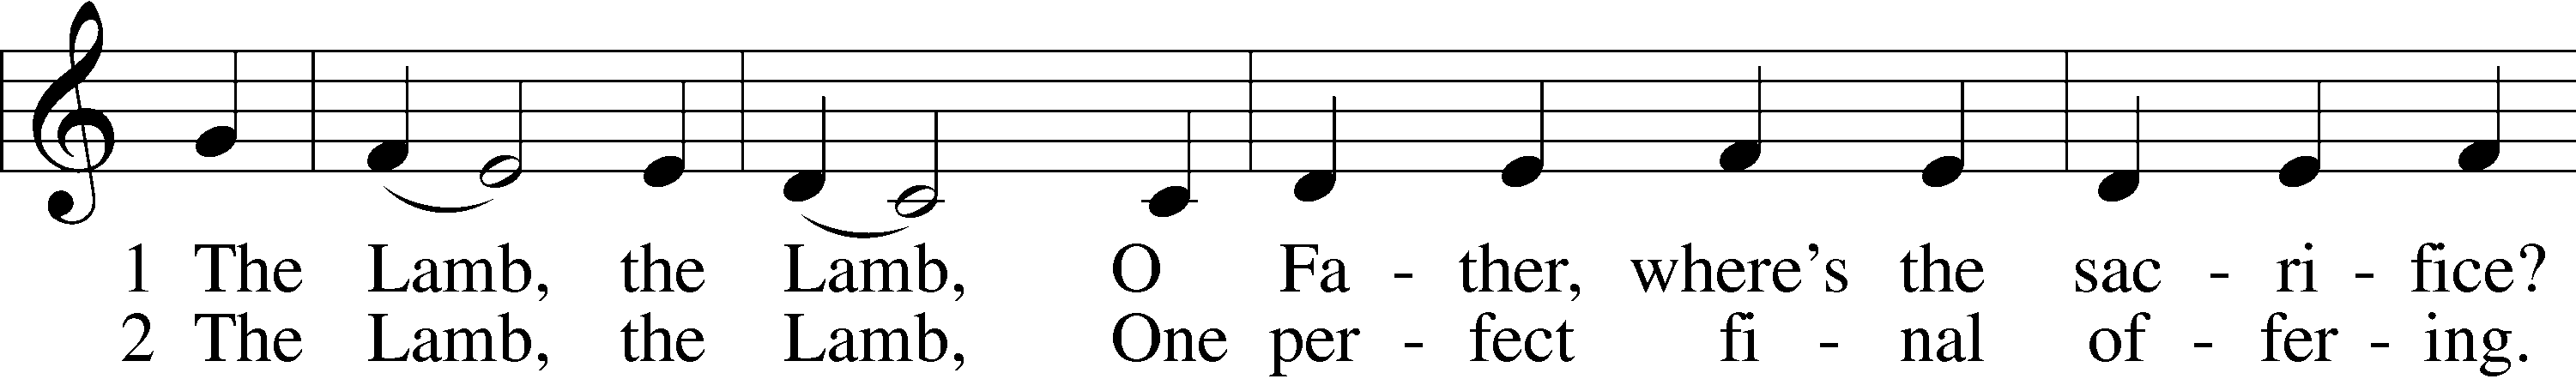 1 The Lamb, the Lamb, O Fa - ther, where's the sac - ri - fice?
2 The Lamb, the Lamb, One per - fect fi - nal of - fer - ing.